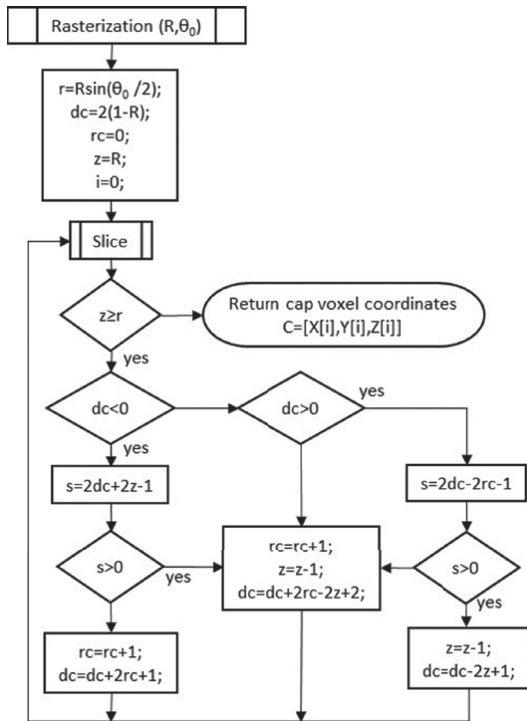 Rasterization (R,θ₀)
r=Rsin(θ₀ /2);
dc=2(1-R);
rc=0;
z=R;
i=0;
Slice
z≥r
Return cap voxel coordinates
C=[X[i],Y[i],Z[i]]
yes
dc<0
dc>0
yes
yes
s=2dc+2z-1
s=2dc-2rc-1
s>0
yes
rc=rc+1;
z=z-1;
dc=dc+2rc-2z+2;
s>0
yes
rc=rc+1;
dc=dc+2rc+1;
z=z-1;
dc=dc-2z+1;